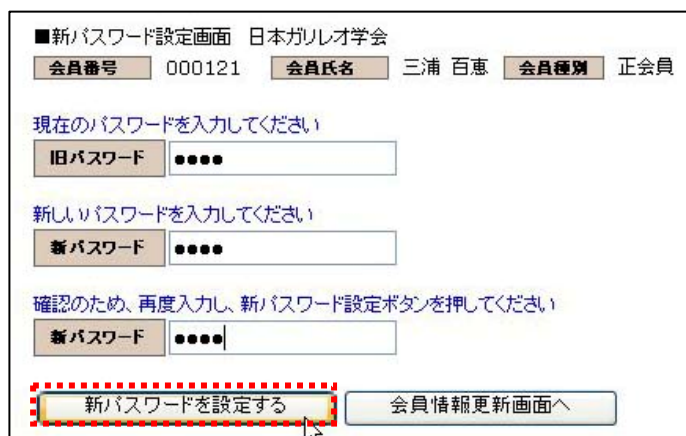 ■新パスワード設定画面 日本ガリレオ学会
会員番号 000121 会員氏名 三浦 百恵 会員種別 正会員
現在のパスワードを入力してください
旧パスワード ●●●●
新しいパスワードを入力してください
新パスワード ●●●●
確認のため、再度入力し、新パスワード設定ボタンを押してください
新パスワード ●●●●
新パスワードを設定する 会員情報更新画面へ